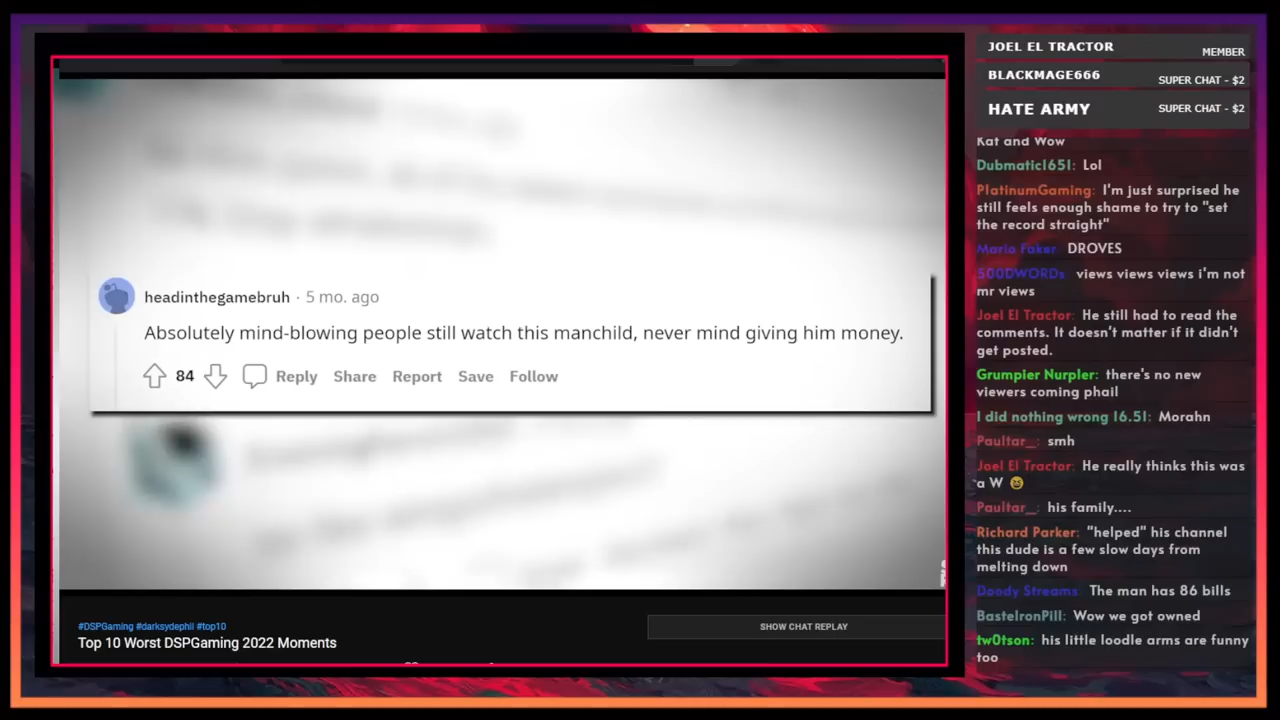 headinthegamebruh · 5 mo. ago
Absolutely mind-blowing people still watch this manchild, never mind giving him money.
84 Reply Share Report Save Follow
#DSPGaming #darksydephil #top10
Top 10 Worst DSPGaming 2022 Moments
SHOW CHAT REPLAY
JOEL EL TRACTOR MEMBER
BLACKMAGE666 SUPER CHAT - $2
HATE ARMY SUPER CHAT - $2
Kat and Wow
Dubmatic1651: Lol
PlatinumGaming: I'm just surprised he
still feels enough shame to try to "set
the record straight"
Mario Faker: DROVES
500DWORDs: views views views i'm not
mr views
Joel El Tractor: He still had to read the
comments. It doesn't matter if it didn't
get posted.
Grumpier Nurpler: there's no new
viewers coming phail
I did nothing wrong 16.51: Morahn
Paultar_: smh
Joel El Tractor: He really thinks this was
a W 😆
Paultar_: his family....
Richard Parker: "helped" his channel
this dude is a few slow days from
melting down
Doody Streams: The man has 86 bills
BasteIronPill: Wow we got owned
tw0tson: his little loodle arms are funny
too